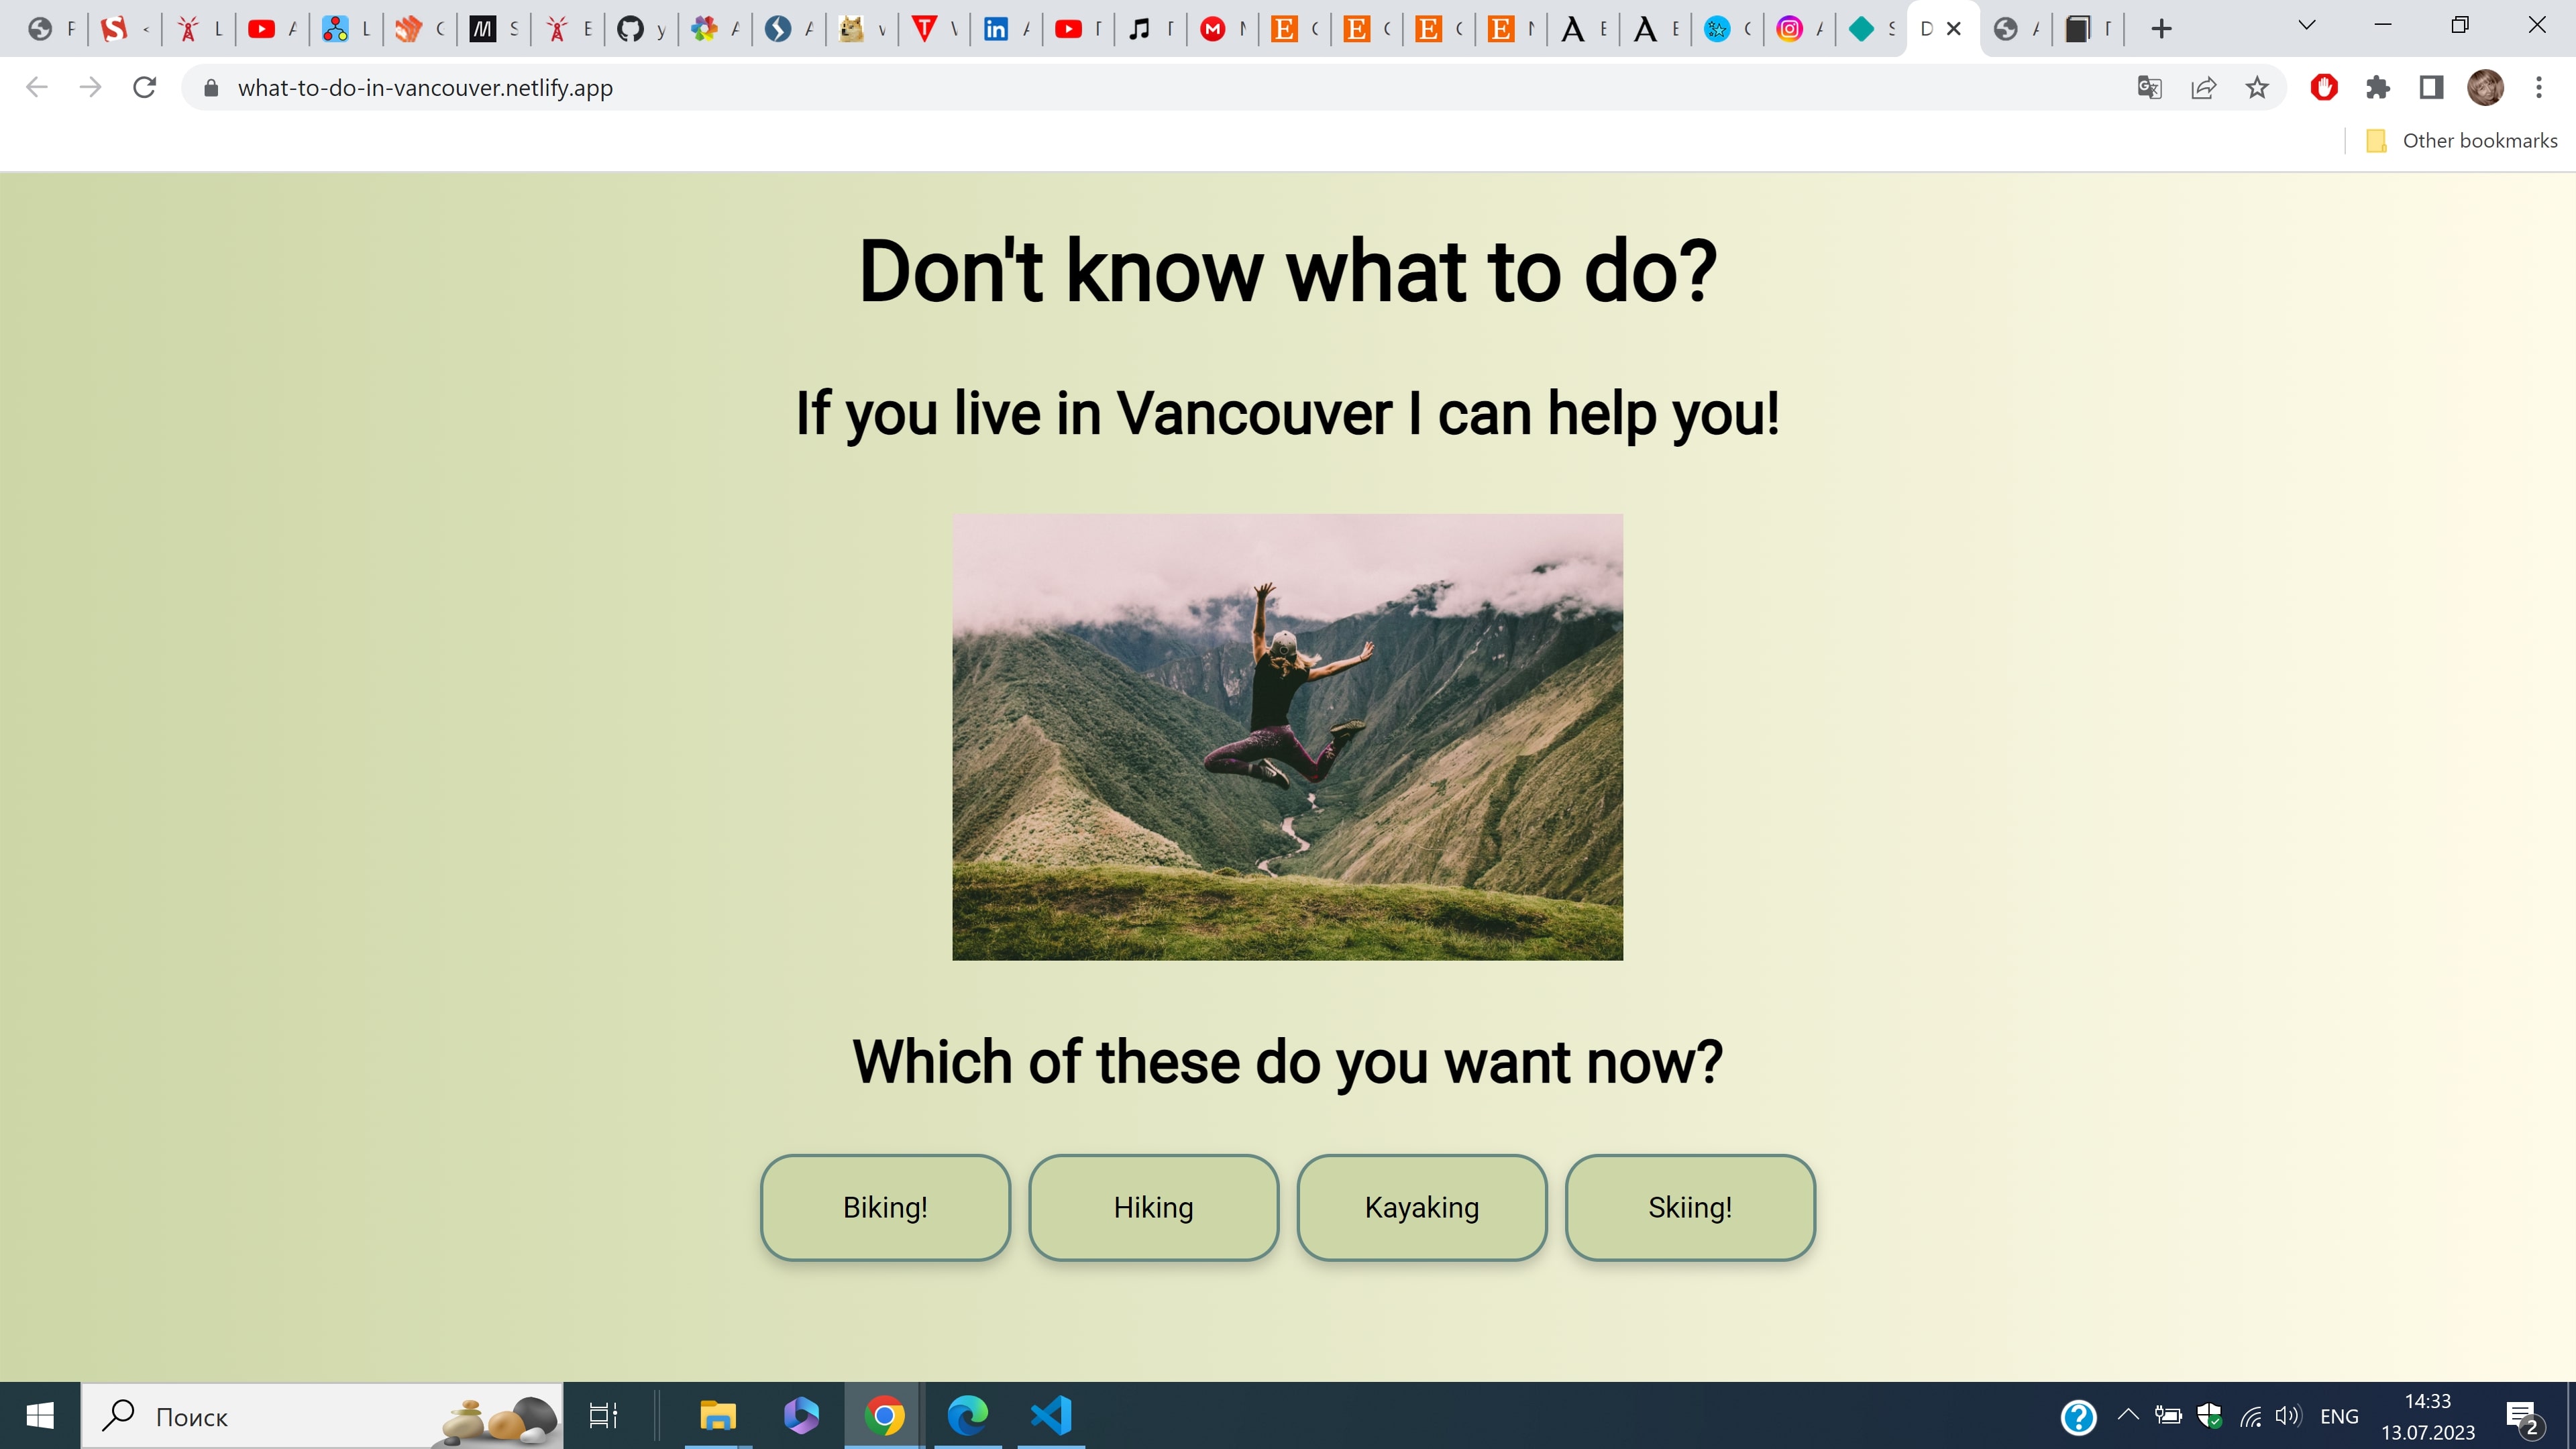 what-to-do-in-vancouver.netlify.app
Other bookmarks
Don't know what to do?
If you live in Vancouver I can help you!
Which of these do you want now?
Biking!
Hiking
Kayaking
Skiing!
Поиск
ENG
14:33
13.07.2023
2